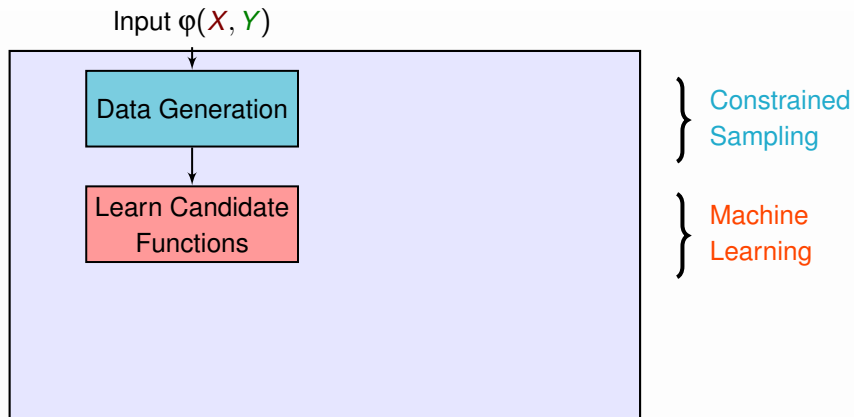 Input φ(X, Y)
Data Generation
Constrained
Sampling
Learn Candidate
Functions
Machine
Learning